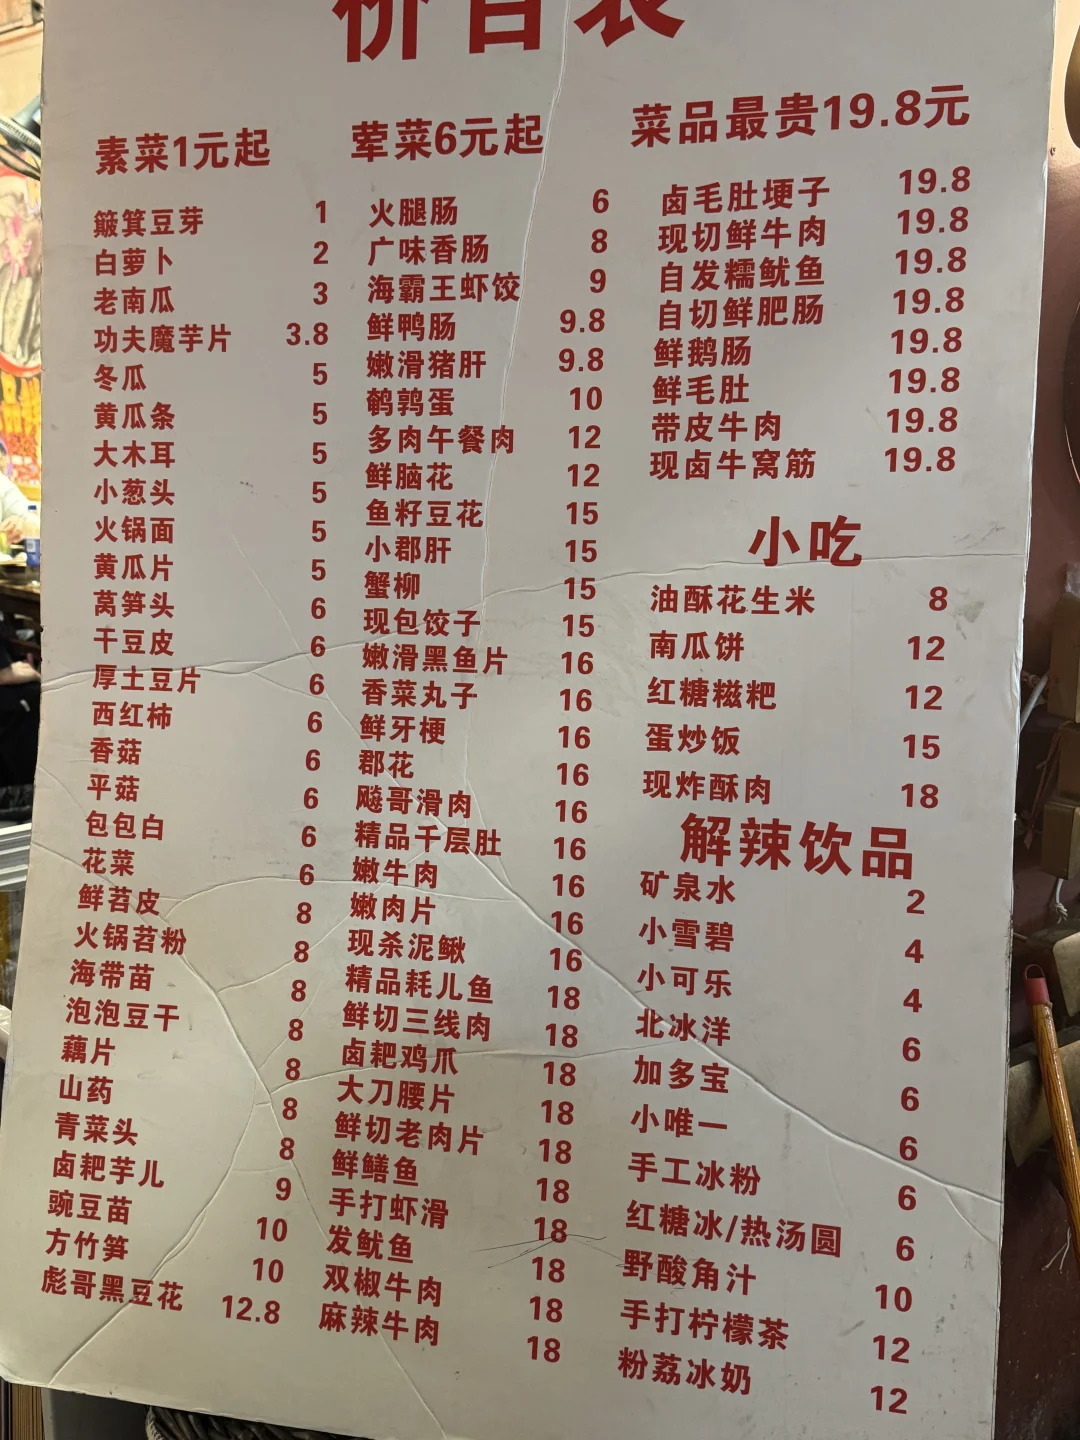 价目表
素菜1元起
簸箕豆芽 1
白萝卜 2
老南瓜 3
功夫魔芋片 3.8
冬瓜 5
黄瓜条 5
大木耳 5
小葱头 5
火锅面 5
黄瓜片 5
莴笋头 6
干豆皮 6
厚土豆片 6
西红柿 6
香菇 6
平菇 6
包包白 6
花菜 6
鲜苕皮 8
火锅苕粉 8
海带苗 8
泡泡豆干 8
藕片 8
山药 8
青菜头 8
卤耙芋儿 9
豌豆苗 10
方竹笋 10
彪哥黑豆花 12.8
荤菜6元起
火腿肠 6
广味香肠 8
海霸王虾饺 9
鲜鸭肠 9.8
嫩滑猪肝 9.8
鹌鹑蛋 10
多肉午餐肉 12
鲜脑花 12
鱼籽豆花 15
小郡肝 15
蟹柳 15
现包饺子 15
嫩滑黑鱼片 16
香菜丸子 16
鲜牙梗 16
郡花 16
飚哥滑肉 16
精品千层肚 16
嫩牛肉 16
嫩肉片 16
现杀泥鳅 16
精品耗儿鱼 18
鲜切三线肉 18
卤耙鸡爪 18
大刀腰片 18
鲜切老肉片 18
鲜鳝鱼 18
手打虾滑 18
发鱿鱼 18
双椒牛肉 18
麻辣牛肉 18
菜品最贵19.8元
卤毛肚埂子 19.8
现切鲜牛肉 19.8
自发糯鱿鱼 19.8
自切鲜肥肠 19.8
鲜鹅肠 19.8
鲜毛肚 19.8
带皮牛肉 19.8
现卤牛窝筋 19.8
小吃
油酥花生米 8
南瓜饼 12
红糖糍粑 12
蛋炒饭 15
现炸酥肉 18
解辣饮品
矿泉水 2
小雪碧 4
小可乐 4
北冰洋 6
加多宝 6
小唯一 6
手工冰粉 6
红糖冰/热汤圆 6
野酸角汁 10
手打柠檬茶 12
粉荔冰奶 12